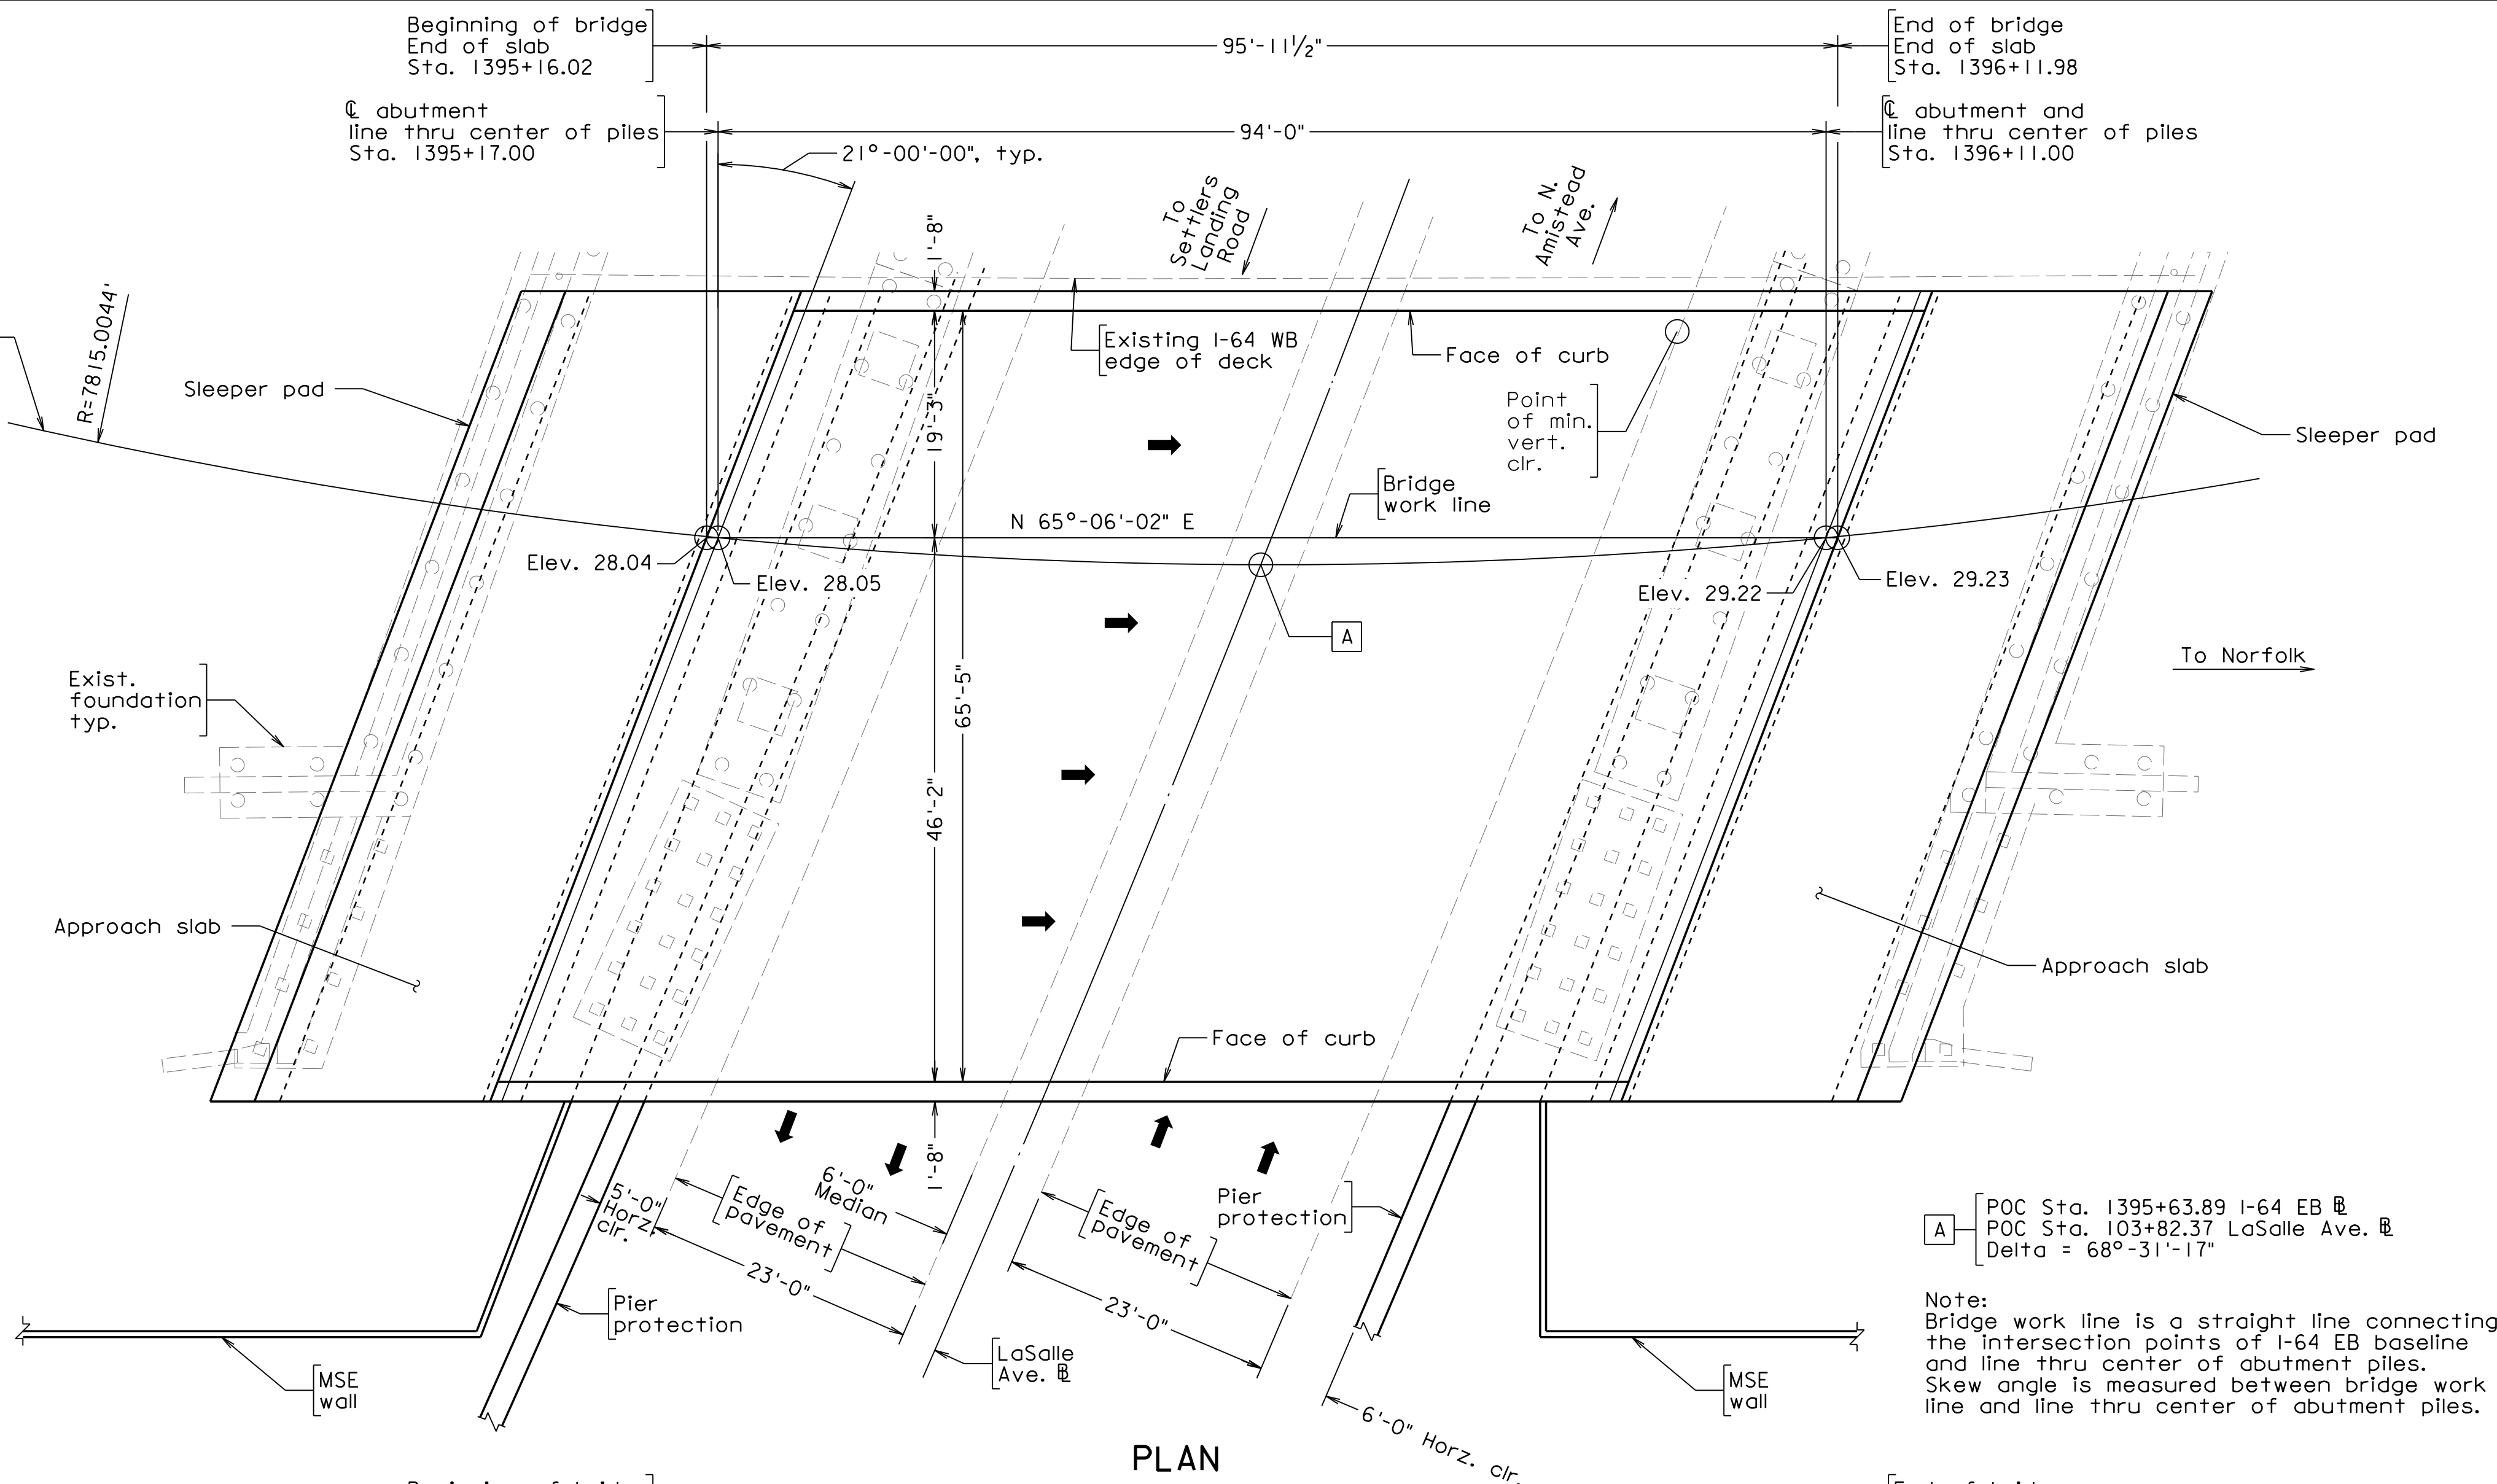 Beginning of bridge
End of slab
Sta. 1395+16.02
95'-11½"
End of bridge
End of slab
Sta. 1396+11.98
℄ abutment
line thru center of piles
Sta. 1395+17.00
94'-0"
℄ abutment and
line thru center of piles
Sta. 1396+11.00
21°-00'-00", typ.
1'-8"
To
Settlers
Landing
Road
To N.
Amistead
Ave.
R=7815.0044'
Sleeper pad
Existing I-64 WB
edge of deck
Face of curb
19'-3"
Point
of min.
vert.
clr.
Sleeper pad
Bridge
work line
N 65°-06'-02" E
Elev. 28.04
Elev. 28.05
Elev. 29.22
Elev. 29.23
A
To Norfolk
Exist.
foundation
typ.
65'-5"
46'-2"
Approach slab
Approach slab
Face of curb
1'-8"
5'-0"
Horz.
clr.
Edge of
pavement
6'-0"
Median
23'-0"
Edge of
pavement
23'-0"
Pier
protection
Pier
protection
LaSalle
Ave. BL
MSE
wall
MSE
wall
6'-0" Horz. clr.
A
POC Sta. 1395+63.89 I-64 EB BL
POC Sta. 103+82.37 LaSalle Ave. BL
Delta = 68°-31'-17"
Note:
Bridge work line is a straight line connecting
the intersection points of I-64 EB baseline
and line thru center of abutment piles.
Skew angle is measured between bridge work
line and line thru center of abutment piles.
PLAN